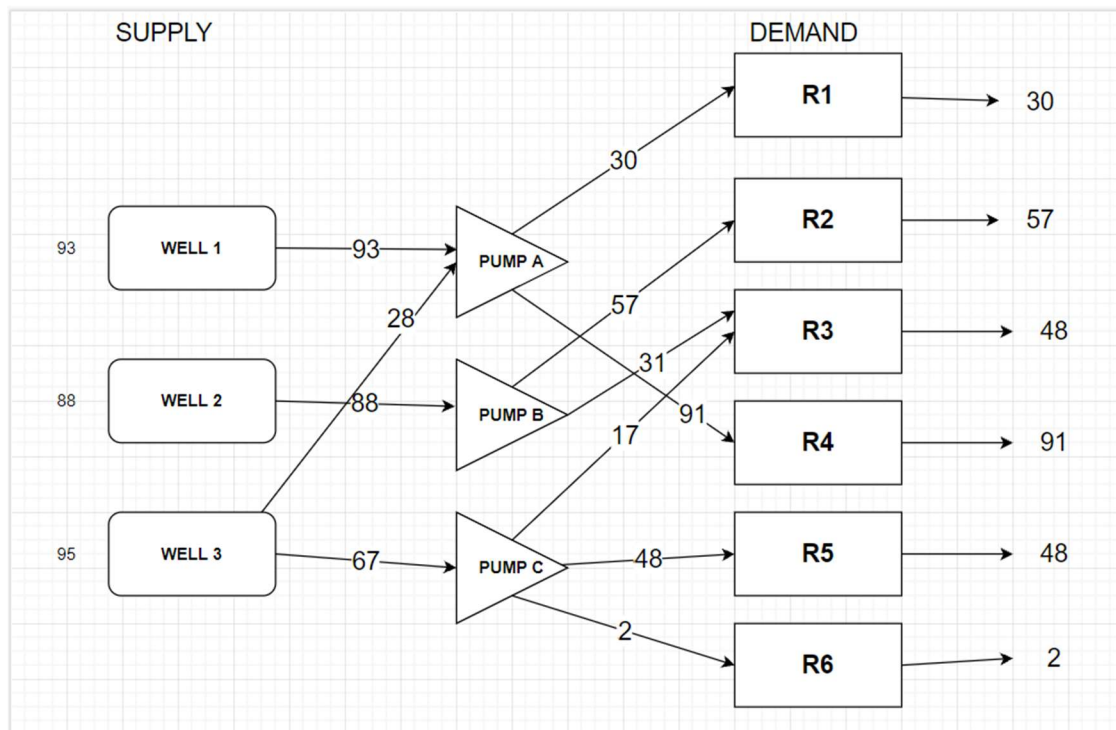 SUPPLY
DEMAND
R1
30
30
R2
57
93
WELL 1
93
PUMP A
57
28
R3
48
31
88
WELL 2
88
PUMP B
91
17
R4
91
95
WELL 3
67
PUMP C
48
R5
48
2
R6
2